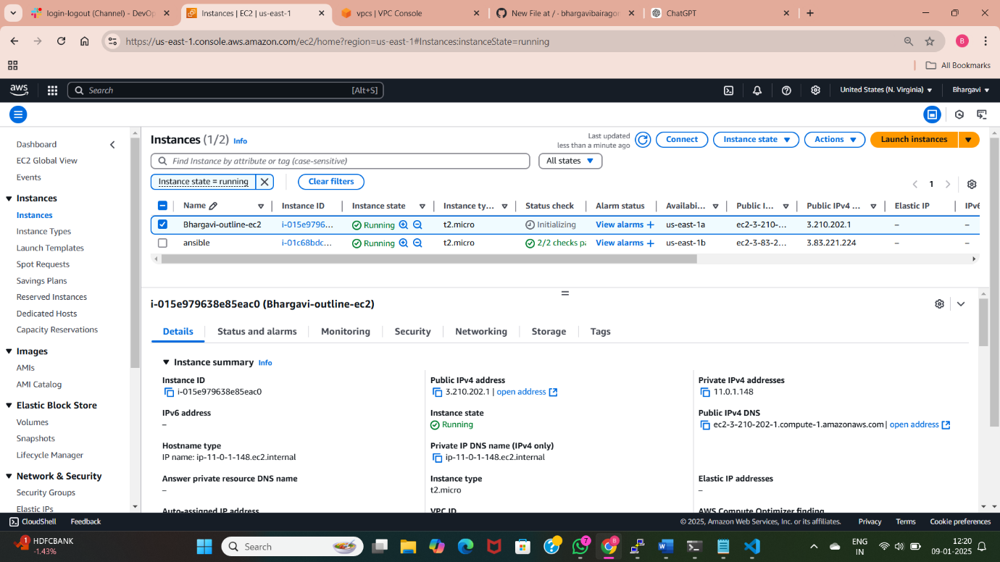 login-logout (Channel) - DevOp
Instances | EC2 | us-east-1
vpcs | VPC Console
New File at / · bhargavibairagon
ChatGPT
https://us-east-1.console.aws.amazon.com/ec2/home?region=us-east-1#Instances:instanceState=running
B
All Bookmarks
aws
Search
[Alt+S]
United States (N. Virginia)
Bhargavi
Dashboard
EC2 Global View
Events
Instances
Instances
Instance Types
Launch Templates
Spot Requests
Savings Plans
Reserved Instances
Dedicated Hosts
Capacity Reservations
Images
AMIs
AMI Catalog
Elastic Block Store
Volumes
Snapshots
Lifecycle Manager
Network & Security
Security Groups
Elastic IPs
Instances (1/2) Info
Last updated
less than a minute ago
Connect
Instance state
Actions
Launch instances
Find Instance by attribute or tag (case-sensitive)
All states
Instance state = running
Clear filters
1
Name Instance ID Instance state Instance ty... Status check Alarm status Availabi... Public I... Public IPv4 ... Elastic IP IPv6
Bhargavi-outline-ec2 i-015e9796... Running t2.micro Initializing View alarms + us-east-1a ec2-3-210-... 3.210.202.1 – –
ansible i-01c68bdc... Running t2.micro 2/2 checks pa View alarms + us-east-1b ec2-3-83-2... 3.83.221.224 – –
i-015e979638e85eac0 (Bhargavi-outline-ec2)
Details
Status and alarms
Monitoring
Security
Networking
Storage
Tags
Instance summary Info
Instance ID
i-015e979638e85eac0
Public IPv4 address
3.210.202.1 | open address
Private IPv4 addresses
11.0.1.148
IPv6 address
–
Instance state
Running
Public IPv4 DNS
ec2-3-210-202-1.compute-1.amazonaws.com | open address
Hostname type
IP name: ip-11-0-1-148.ec2.internal
Private IP DNS name (IPv4 only)
ip-11-0-1-148.ec2.internal
Answer private resource DNS name
–
Instance type
t2.micro
Elastic IP addresses
–
Auto-assigned IP address
VPC ID
AWS Compute Optimizer finding
CloudShell
Feedback
© 2025, Amazon Web Services, Inc. or its affiliates.
Privacy
Terms
Cookie preferences
1
HDFCBANK
-1.43%
Search
7
B
ENG
IN
12:20
09-01-2025